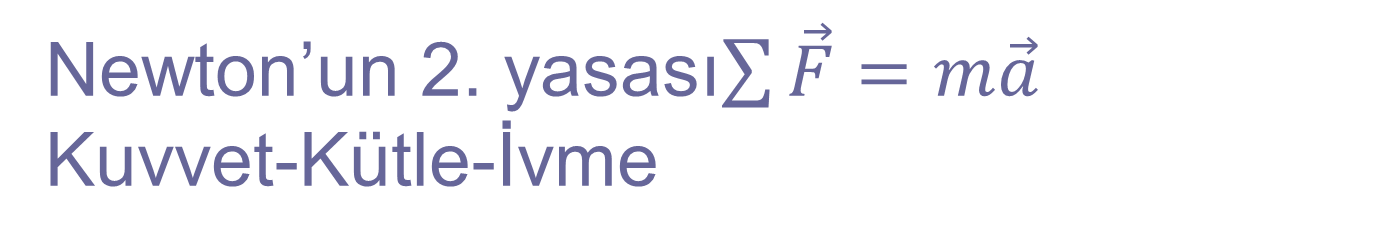 Newton’un 2. yasası∑ F⃗ = ma⃗
Kuvvet-Kütle-İvme